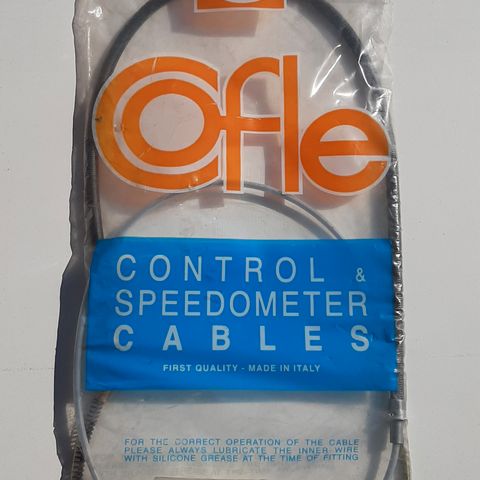 Cofle
CONTROL &
SPEEDOMETER
CABLES
FIRST QUALITY - MADE IN ITALY
FOR THE CORRECT OPERATION OF THE CABLE
PLEASE ALWAYS LUBRICATE THE INNER WIRE
WITH SILICONE GREASE AT THE TIME OF FITTING